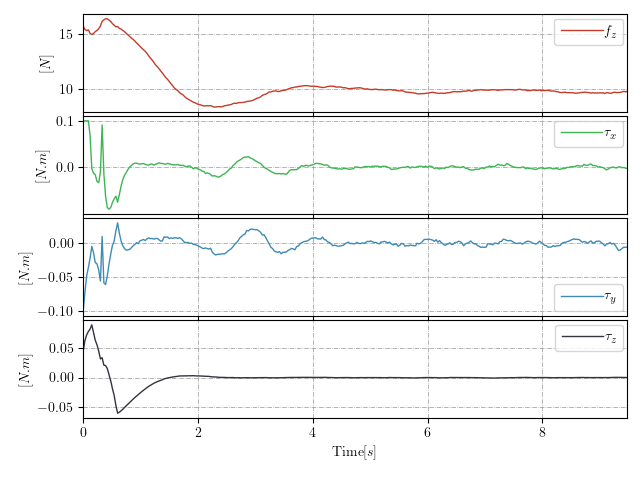 15
10
[N]
f_z
0.1
0.0
[N.m]
τ_x
0.00
−0.05
−0.10
[N.m]
τ_y
0.05
0.00
−0.05
[N.m]
τ_z
0 2 4 6 8
Time[s]